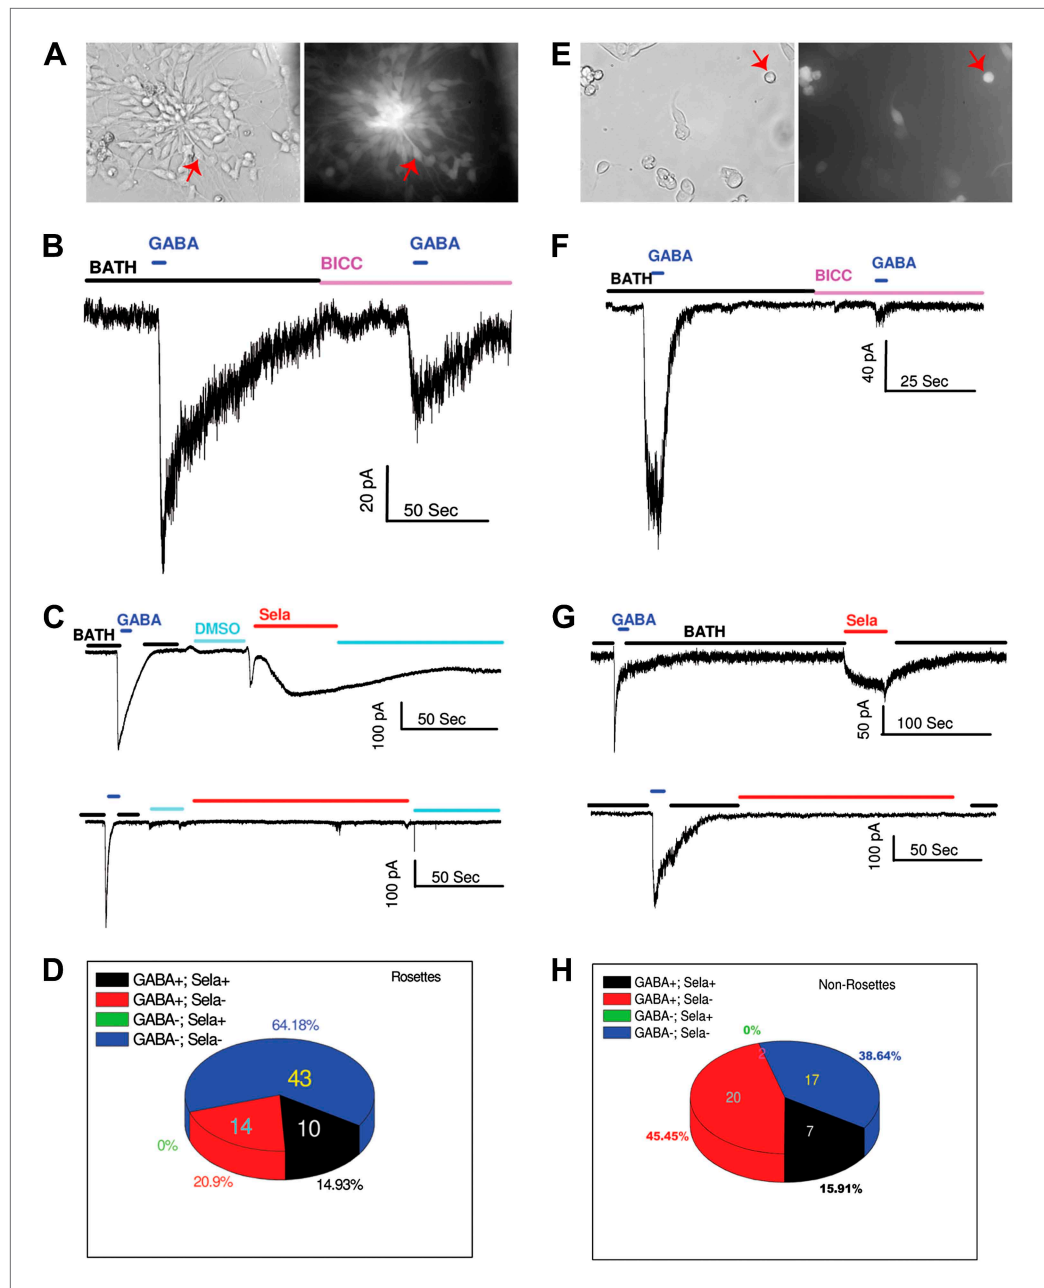 A
E
B
GABA
GABA
BATH
BICC
20 pA
50 Sec
F
GABA
GABA
BATH
BICC
40 pA
25 Sec
C
GABA
BATH
DMSO
Sela
100 pA
50 Sec
100 pA
50 Sec
G
GABA
BATH
Sela
50 pA
100 Sec
100 pA
50 Sec
D
GABA+; Sela+
GABA+; Sela-
GABA-; Sela+
GABA-; Sela-
Rosettes
64.18%
43
14
10
0%
20.9%
14.93%
H
GABA+; Sela+
GABA+; Sela-
GABA-; Sela+
GABA-; Sela-
Non-Rosettes
0%
2
38.64%
17
20
7
45.45%
15.91%